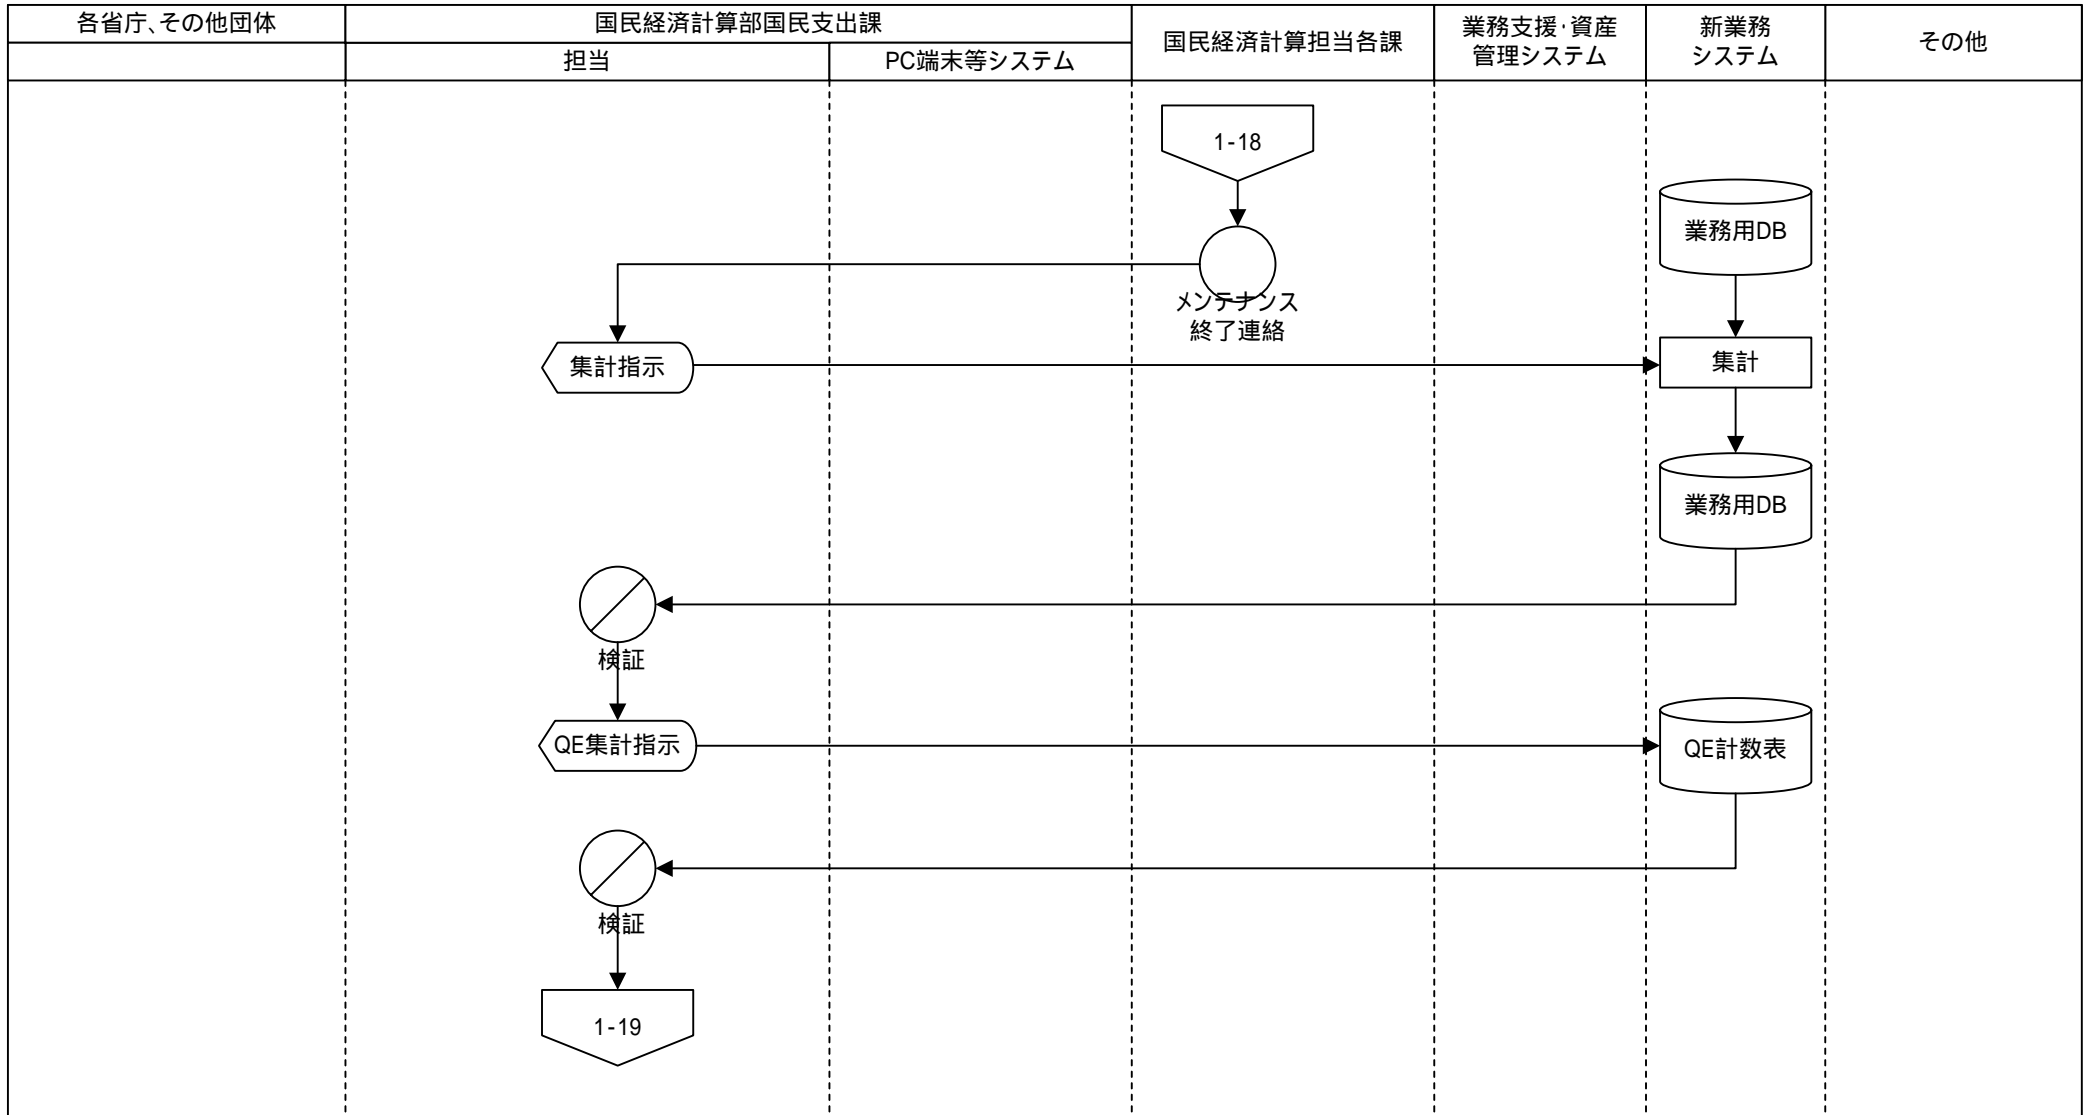 各省庁、その他団体
国民経済計算部国民支出課
国民経済計算担当各課
業務支援・資産
管理システム
新業務
システム
その他
担当
PC端末等システム
1-18
業務用DB
メンテナンス
終了連絡
集計指示
集計
業務用DB
検証
QE集計指示
QE計数表
検証
1-19